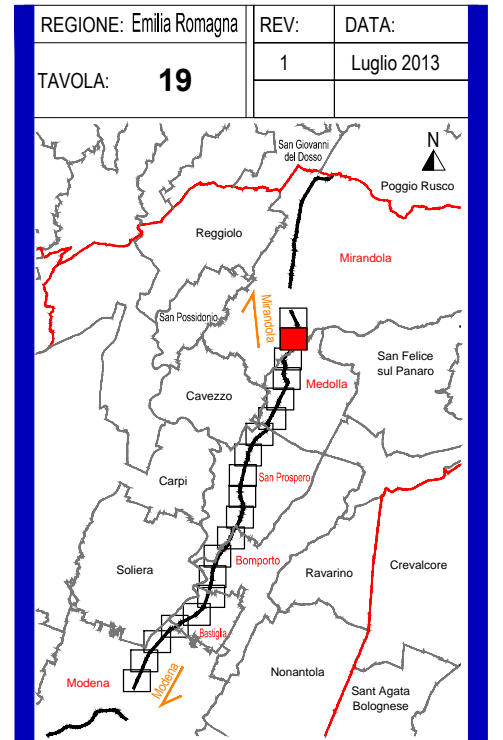 REGIONE: Emilia Romagna
REV:
DATA:
TAVOLA: 19
1
Luglio 2013
San Giovanni
del Dosso
N
Poggio Rusco
Reggiolo
Mirandola
San Possidonio
Mirandola
San Felice
sul Panaro
Medolla
Cavezzo
Carpi
San Prospero
Soliera
Bomporto
Ravarino
Crevalcore
Bastiglia
Modena
Modena
Nonantola
Sant Agata
Bolognese